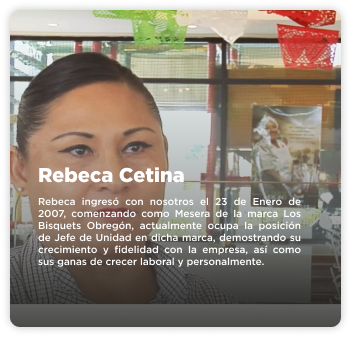 Rebeca Cetina
Rebeca ingresó con nosotros el 23 de Enero de
2007, comenzando como Mesera de la marca Los
Bisquets Obregón, actualmente ocupa la posición
de Jefe de Unidad en dicha marca, demostrando su
crecimiento y fidelidad con la empresa, así como
sus ganas de crecer laboral y personalmente.